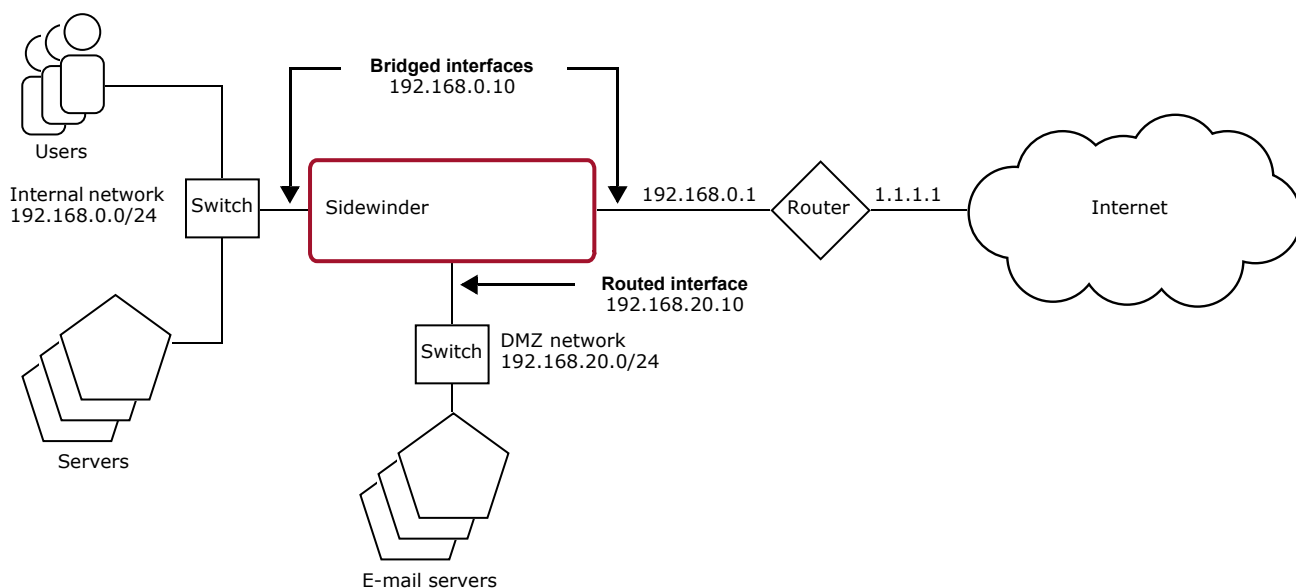 Bridged interfaces
192.168.0.10
Users
Internal network
192.168.0.0/24
Switch
Sidewinder
192.168.0.1
Router
1.1.1.1
Internet
Routed interface
192.168.20.10
Switch
DMZ network
192.168.20.0/24
Servers
E-mail servers